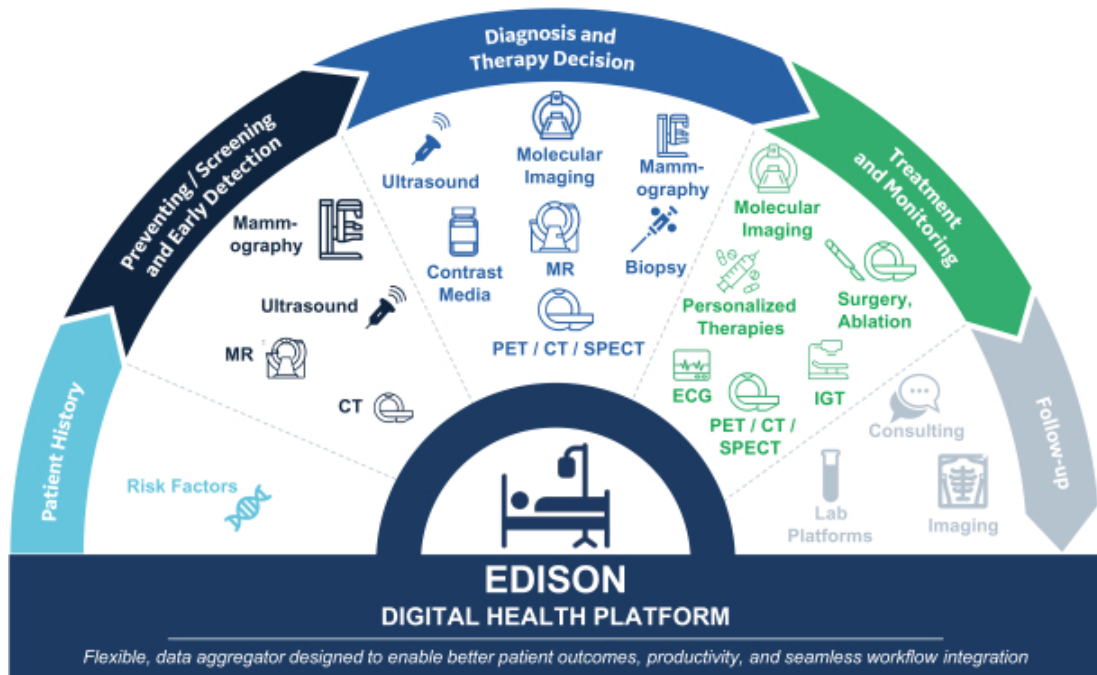 Patient History
Risk Factors
Preventing / Screening
and Early Detection
Mamm-
ography
Ultrasound
MR
CT
Diagnosis and
Therapy Decision
Ultrasound
Molecular
Imaging
Mamm-
ography
Contrast
Media
MR
Biopsy
PET / CT / SPECT
Treatment
and Monitoring
Molecular
Imaging
Personalized
Therapies
Surgery,
Ablation
ECG
PET / CT /
SPECT
IGT
Follow-up
Consulting
Lab
Platforms
Imaging
EDISON
DIGITAL HEALTH PLATFORM
Flexible, data aggregator designed to enable better patient outcomes, productivity, and seamless workflow integration